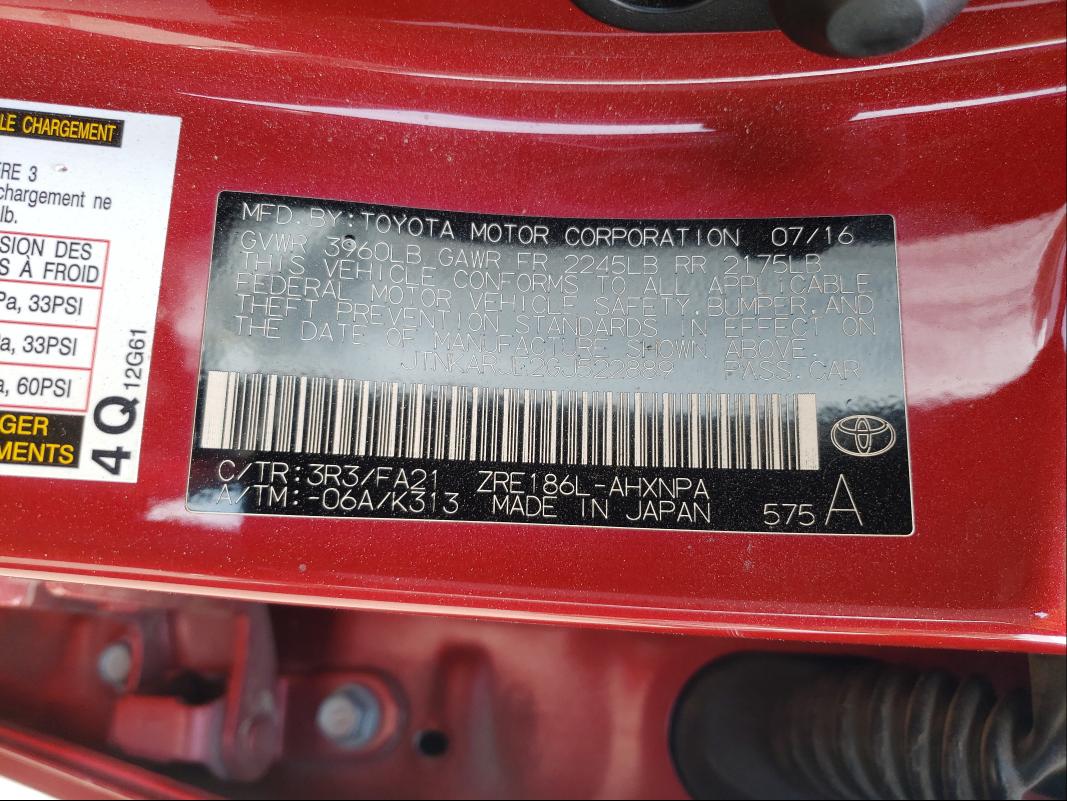 LE CHARGEMENT
RE 3
chargement ne
lb.
SION DES
S À FROID
Pa, 33PSI
a, 33PSI
a, 60PSI
GER
MENTS
4Q 12G61
MFD. BY: TOYOTA MOTOR CORPORATION 07/16
GVWR 3960LB GAWR FR 2245LB RR 2175LB
THIS VEHICLE CONFORMS TO ALL APPLICABLE
FEDERAL MOTOR VEHICLE SAFETY, BUMPER, AND
THEFT PREVENTION STANDARDS IN EFFECT ON
THE DATE OF MANUFACTURE SHOWN ABOVE.
JTNKARJE2GJ522889 PASS.CAR
C/TR:3R3/FA21 ZRE186L-AHXNPA
A/TM:-06A/K313 MADE IN JAPAN 575 A